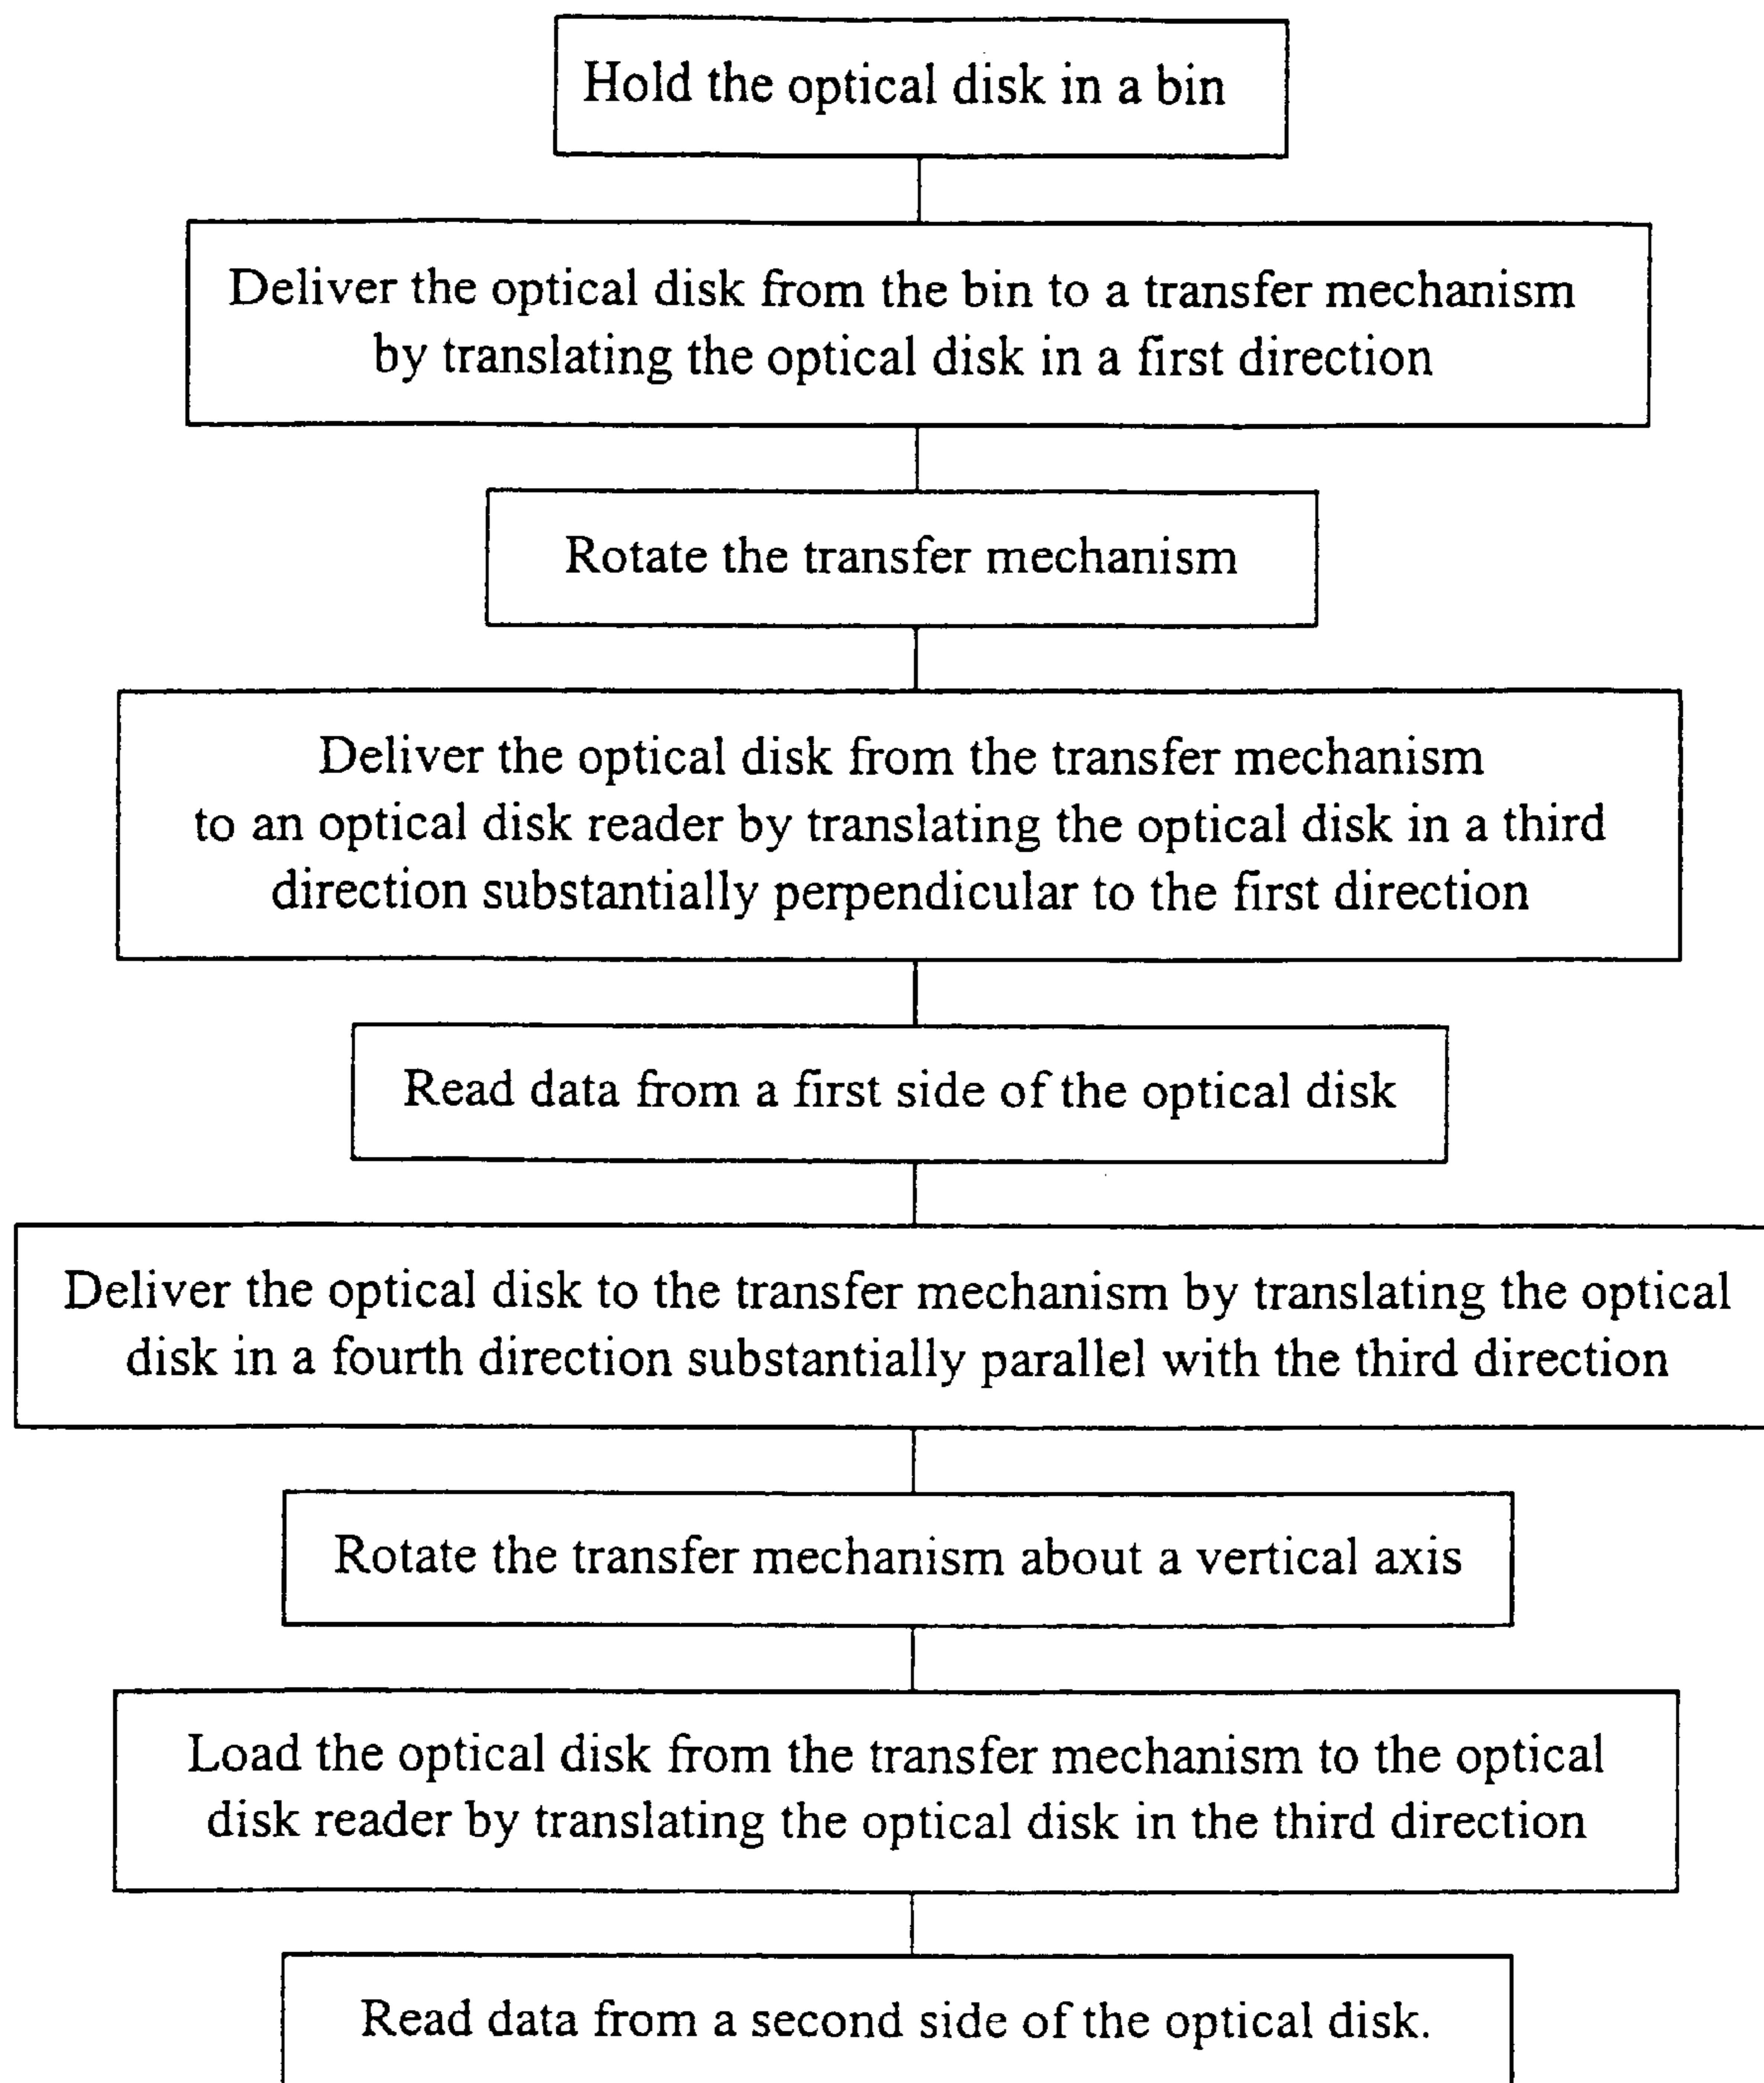 Hold the optical disk in a bin
Deliver the optical disk from the bin to a transfer mechanism
by translating the optical disk in a first direction
Rotate the transfer mechanism
Deliver the optical disk from the transfer mechanism
to an optical disk reader by translating the optical disk in a third
direction substantially perpendicular to the first direction
Read data from a first side of the optical disk
Deliver the optical disk to the transfer mechanism by translating the optical
disk in a fourth direction substantially parallel with the third direction
Rotate the transfer mechanism about a vertical axis
Load the optical disk from the transfer mechanism to the optical
disk reader by translating the optical disk in the third direction
Read data from a second side of the optical disk.